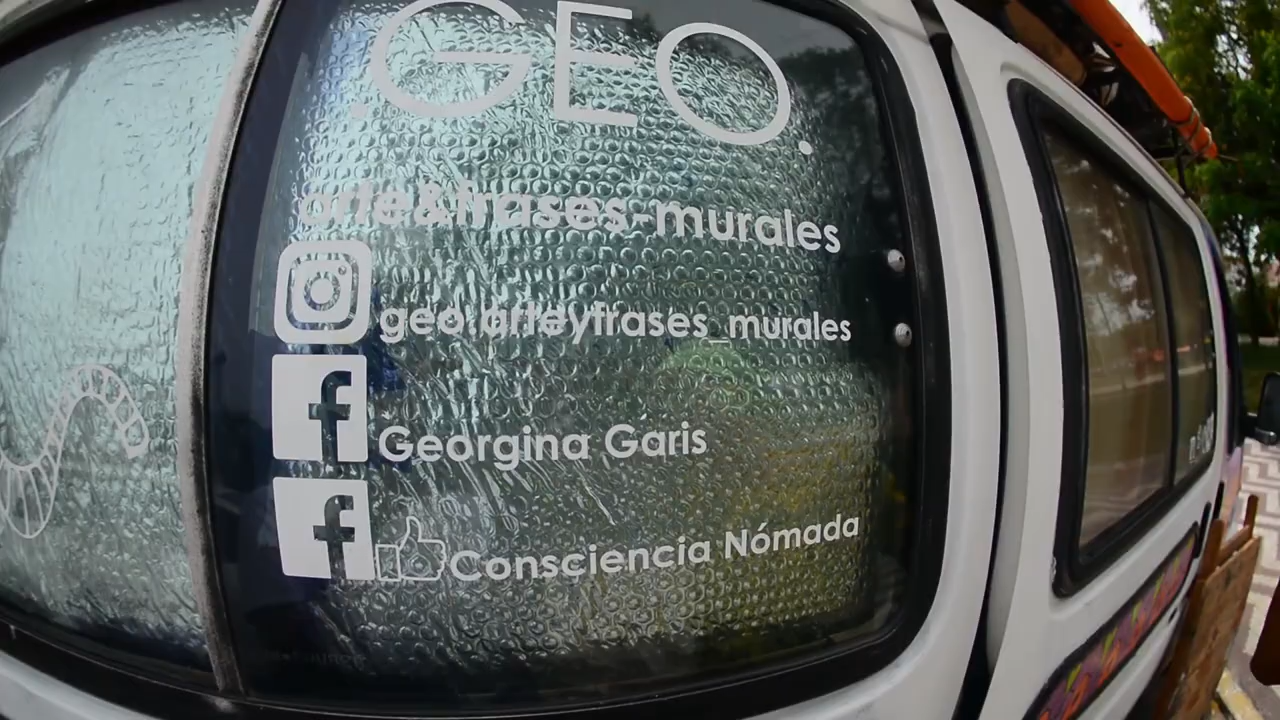 .GEO.
arte&frases-murales
geo.arteyfrases_murales
Georgina Garis
Consciencia Nómada